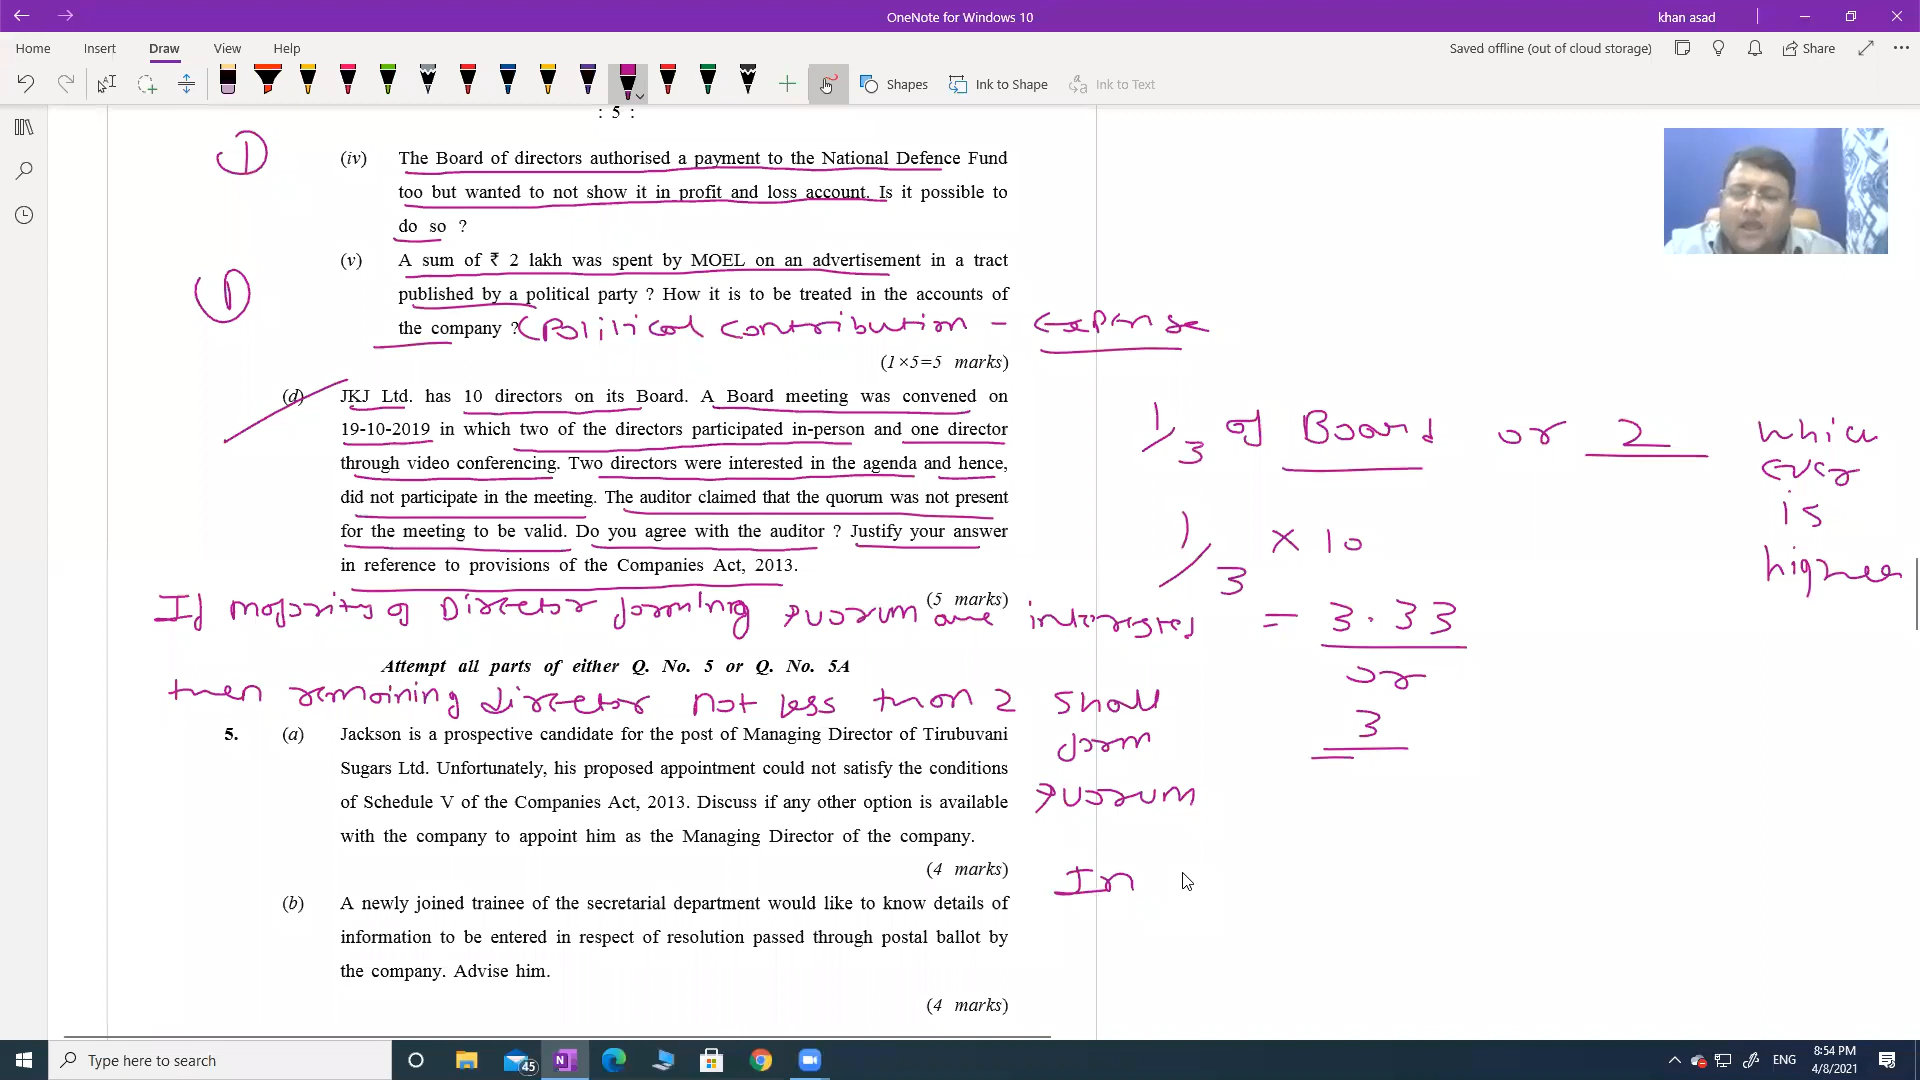 OneNote for Windows 10
khan asad
Home Insert Draw View Help
Saved offline (out of cloud storage)
Share
Shapes
Ink to Shape
Ink to Text
: 5 :
(iv) The Board of directors authorised a payment to the National Defence Fund
too but wanted to not show it in profit and loss account. Is it possible to
do so ?
(v) A sum of ₹ 2 lakh was spent by MOEL on an advertisement in a tract
published by a political party ? How it is to be treated in the accounts of
the company ?
(Political contribution - Expense
(1×5=5 marks)
(d) JKJ Ltd. has 10 directors on its Board. A Board meeting was convened on
19-10-2019 in which two of the directors participated in-person and one director
through video conferencing. Two directors were interested in the agenda and hence,
did not participate in the meeting. The auditor claimed that the quorum was not present
for the meeting to be valid. Do you agree with the auditor ? Justify your answer
in reference to provisions of the Companies Act, 2013.
(5 marks)
If majority of Director forming quorum are interested
Attempt all parts of either Q. No. 5 or Q. No. 5A
then remaining director not less than 2 shall
form
quorum
In
5. (a) Jackson is a prospective candidate for the post of Managing Director of Tirubuvani
Sugars Ltd. Unfortunately, his proposed appointment could not satisfy the conditions
of Schedule V of the Companies Act, 2013. Discuss if any other option is available
with the company to appoint him as the Managing Director of the company.
(4 marks)
(b) A newly joined trainee of the secretarial department would like to know details of
information to be entered in respect of resolution passed through postal ballot by
the company. Advise him.
(4 marks)
1/3 of Board or 2 which
ever
is
higher
1/3 × 10
= 3.33
or
3
Type here to search
45
ENG
8:54 PM
4/8/2021